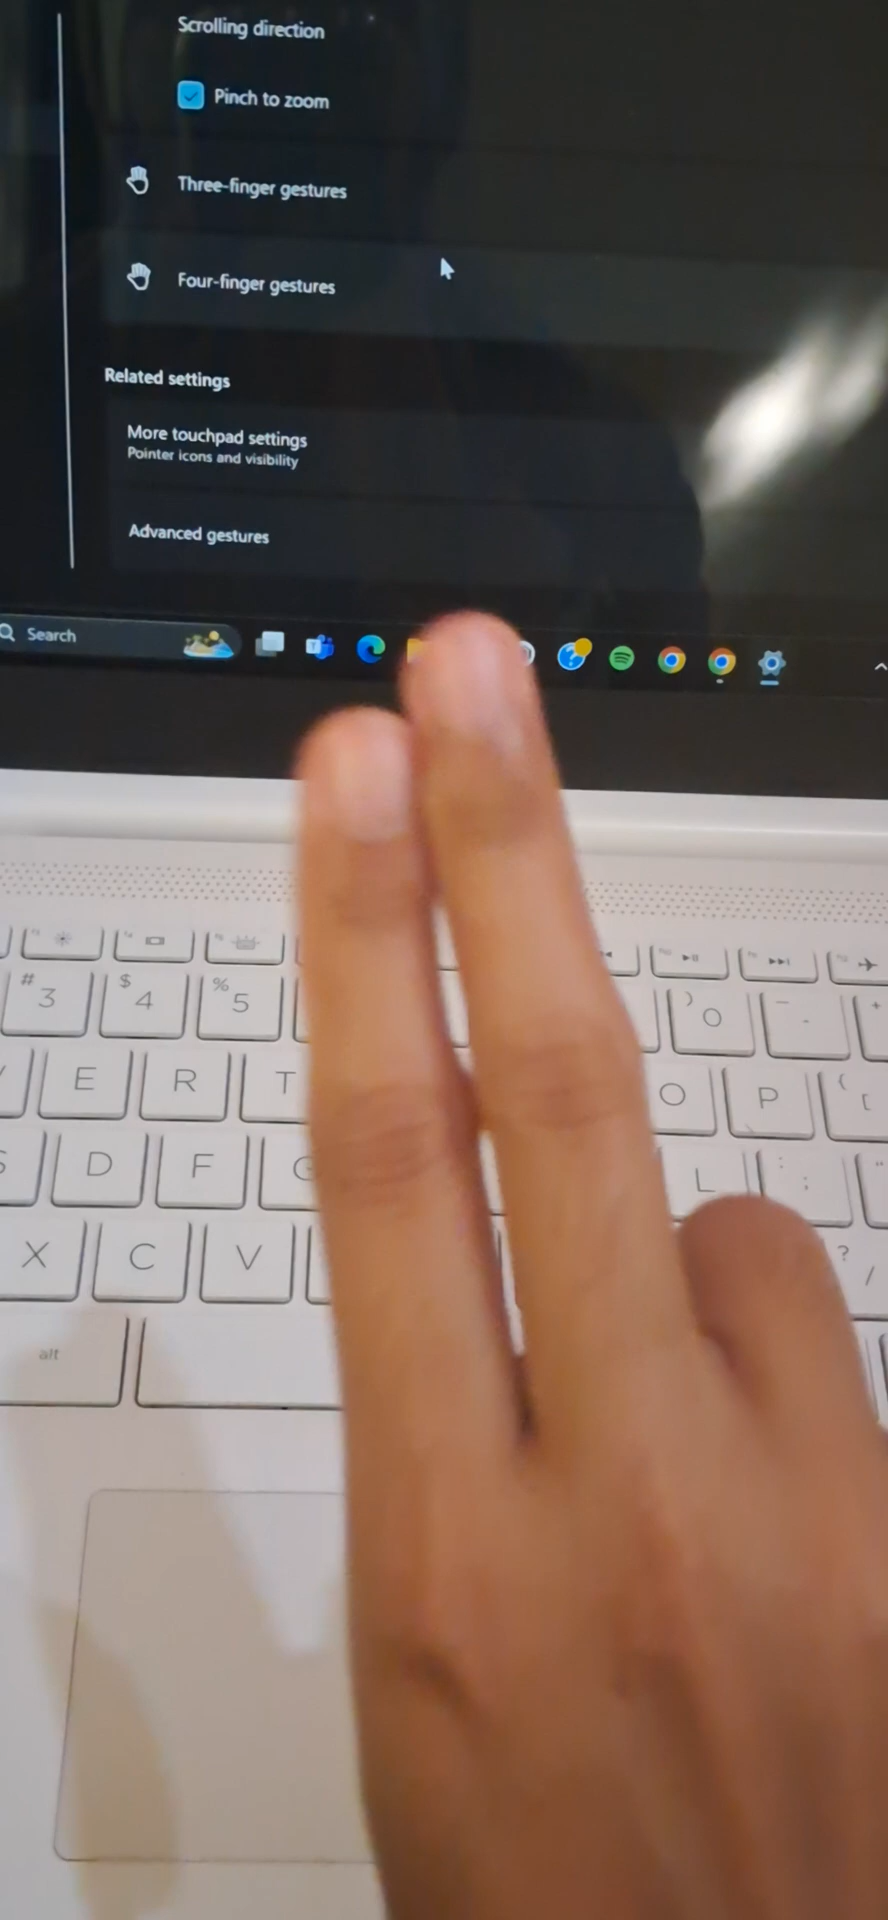 Scrolling direction
Pinch to zoom
Three-finger gestures
Four-finger gestures
Related settings
More touchpad settings
Pointer icons and visibility
Advanced gestures
Search
# 3 $ 4 % 5 ) 0 - +
E R T O P { [
S D F G L : ; "
X C V ? /
alt